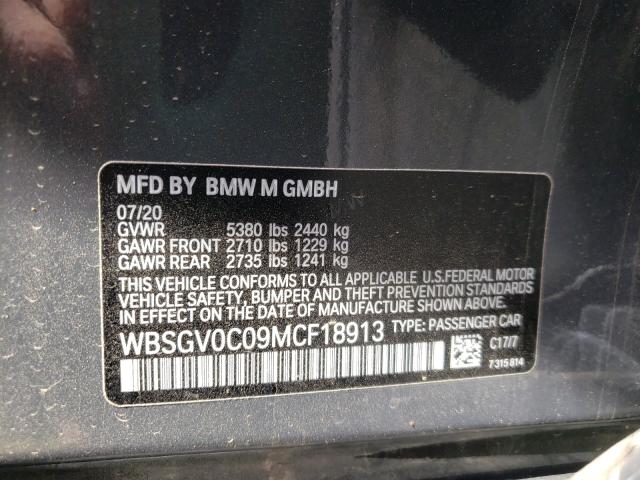 MFD BY BMW M GMBH
07/20
GVWR 5380 lbs 2440 kg
GAWR FRONT 2710 lbs 1229 kg
GAWR REAR 2735 lbs 1241 kg
THIS VEHICLE CONFORMS TO ALL APPLICABLE U.S.FEDERAL MOTOR
VEHICLE SAFETY, BUMPER AND THEFT PREVENTION STANDARDS
IN EFFECT ON THE DATE OF MANUFACTURE SHOWN ABOVE.
WBSGV0C09MCF18913 TYPE: PASSENGER CAR
C17/7
7315814